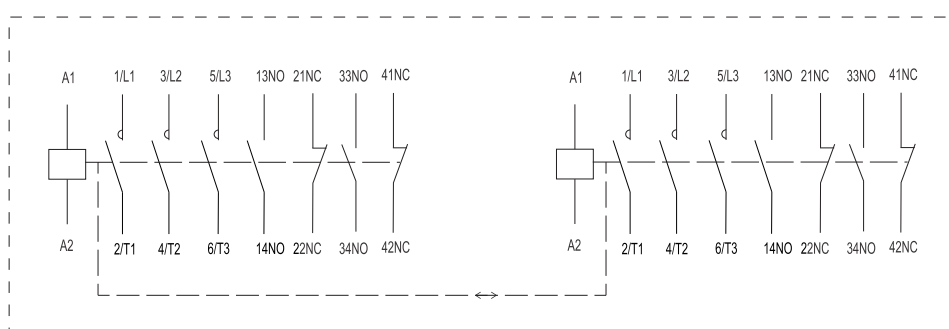 A1 1/L1 3/L2 5/L3 13NO 21NC 33NO 41NC A1 1/L1 3/L2 5/L3 13NO 21NC 33NO 41NC
A2 2/T1 4/T2 6/T3 14NO 22NC 34NO 42NC A2 2/T1 4/T2 6/T3 14NO 22NC 34NO 42NC